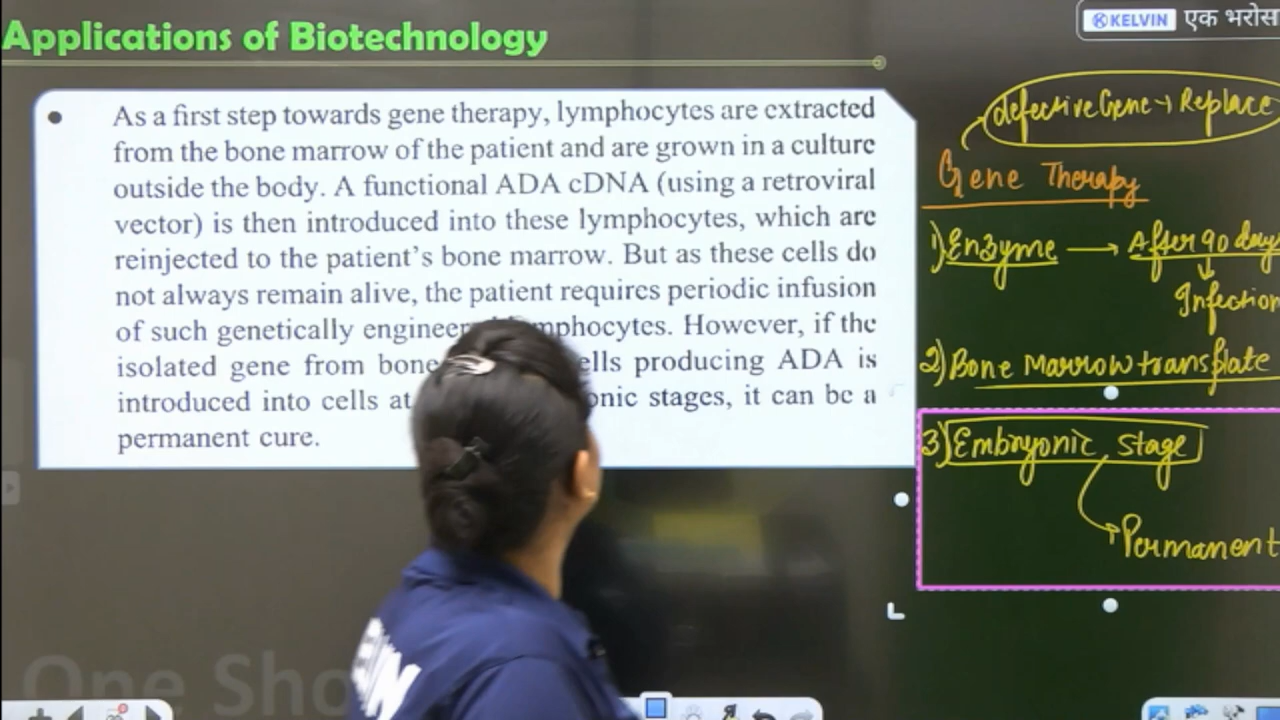 Applications of Biotechnology
KELVIN एक भरोस
• As a first step towards gene therapy, lymphocytes are extracted
from the bone marrow of the patient and are grown in a culture
outside the body. A functional ADA cDNA (using a retroviral
vector) is then introduced into these lymphocytes, which are
reinjected to the patient's bone marrow. But as these cells do
not always remain alive, the patient requires periodic infusion
of such genetically engineer mphocytes. However, if the
isolated gene from bone ells producing ADA is
introduced into cells at onic stages, it can be a
permanent cure.
defective Gene → Replace
Gene Therapy
1) Enzyme → After 90 days
Infection
2) Bone Marrow transplate
3) Embryonic stage
Permanent
One Sho